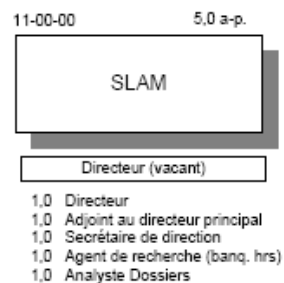 11-00-00 5,0 a-p.
SLAM
Directeur (vacant)
1,0 Directeur
1,0 Adjoint au directeur principal
1,0 Secrétaire de direction
1,0 Agent de recherche (banq. hrs)
1,0 Analyste Dossiers